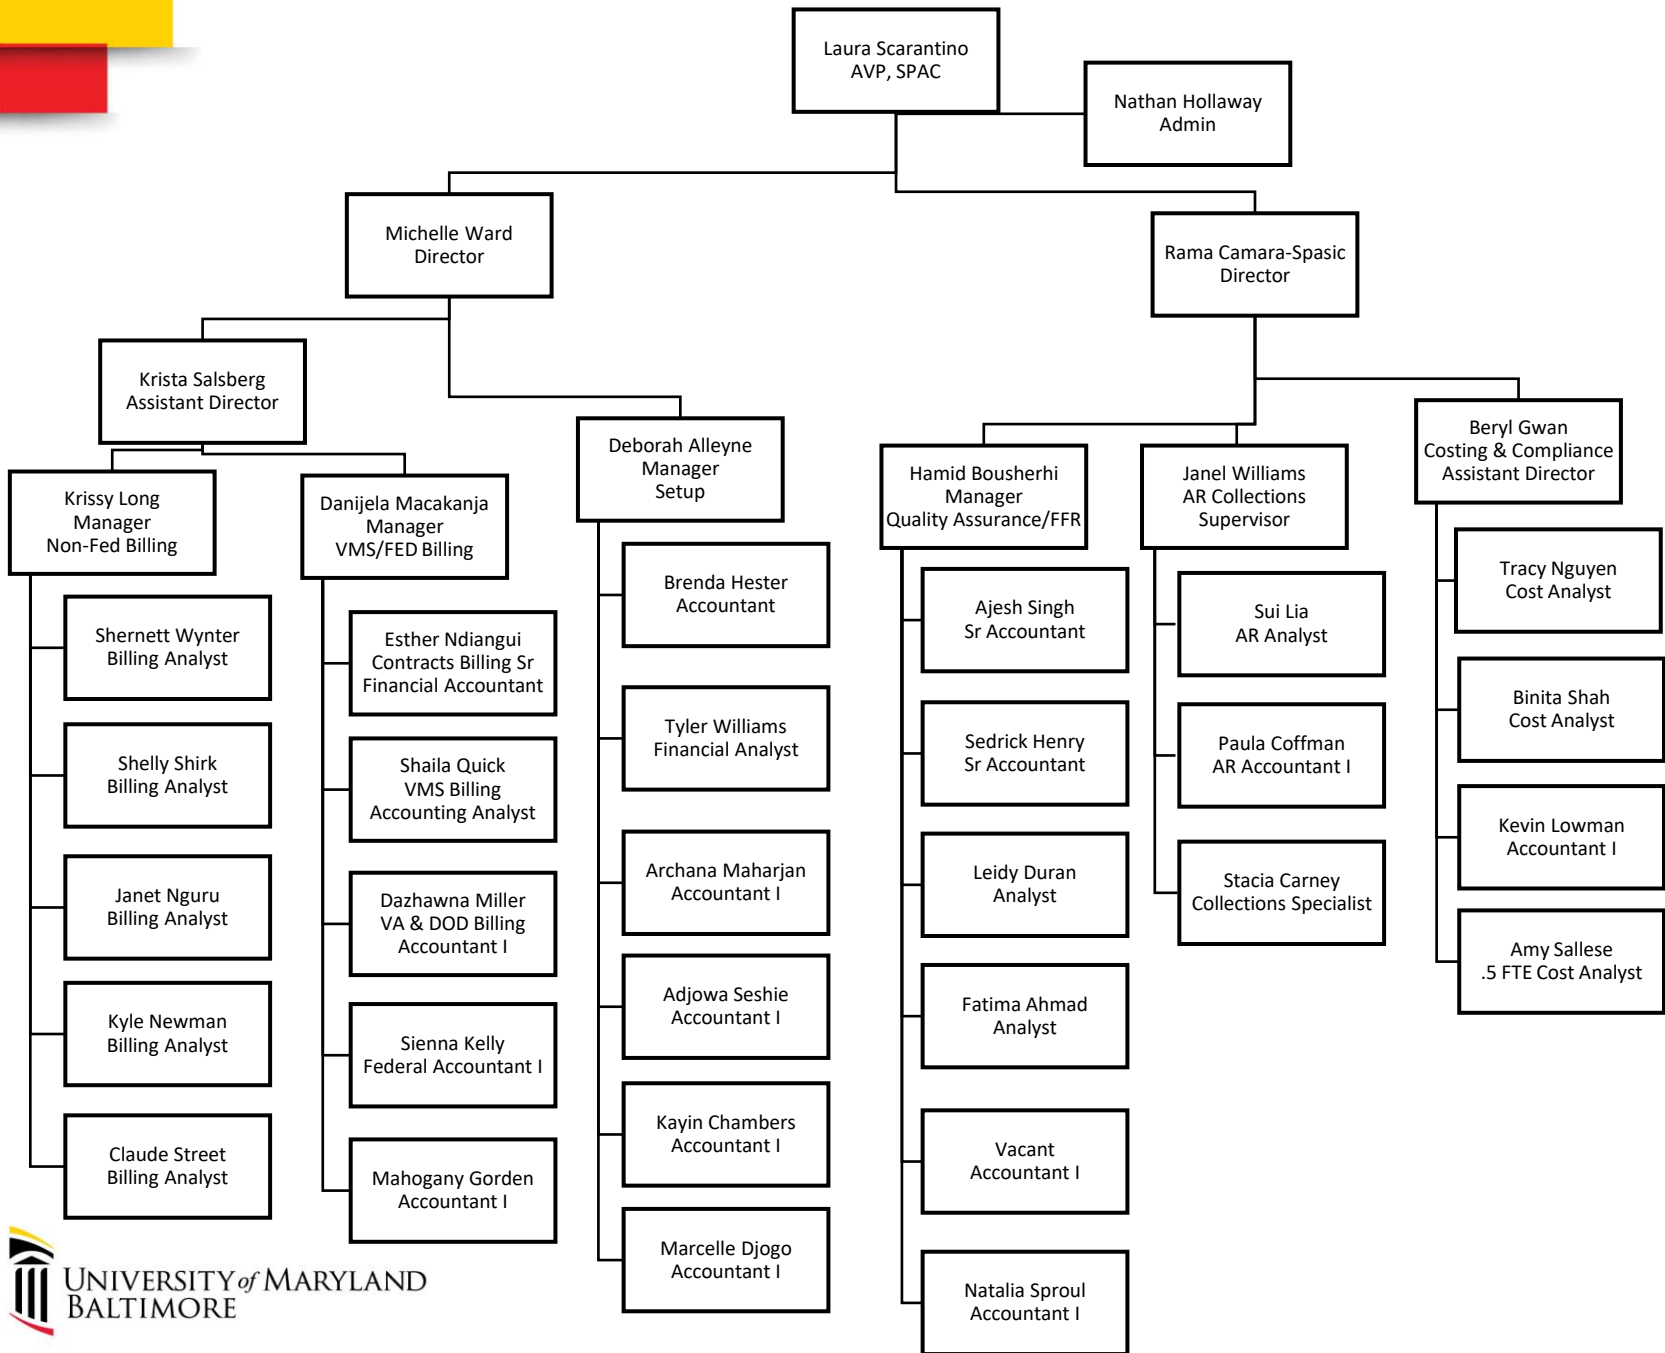 Laura Scarantino
AVP, SPAC
Nathan Hollaway
Admin
Michelle Ward
Director
Rama Camara-Spasic
Director
Krista Salsberg
Assistant Director
Krissy Long
Manager
Non-Fed Billing
Shernett Wynter
Billing Analyst
Shelly Shirk
Billing Analyst
Janet Nguru
Billing Analyst
Kyle Newman
Billing Analyst
Claude Street
Billing Analyst
Danijela Macakanja
Manager
VMS/FED Billing
Esther Ndiangui
Contracts Billing Sr
Financial Accountant
Shaila Quick
VMS Billing
Accounting Analyst
Dazhawna Miller
VA & DOD Billing
Accountant I
Sienna Kelly
Federal Accountant I
Mahogany Gorden
Accountant I
Deborah Alleyne
Manager
Setup
Brenda Hester
Accountant
Tyler Williams
Financial Analyst
Archana Maharjan
Accountant I
Adjowa Seshie
Accountant I
Kayin Chambers
Accountant I
Marcelle Djogo
Accountant I
Hamid Bousherhi
Manager
Quality Assurance/FFR
Ajesh Singh
Sr Accountant
Sedrick Henry
Sr Accountant
Leidy Duran
Analyst
Fatima Ahmad
Analyst
Vacant
Accountant I
Natalia Sproul
Accountant I
Janel Williams
AR Collections
Supervisor
Sui Lia
AR Analyst
Paula Coffman
AR Accountant I
Stacia Carney
Collections Specialist
Beryl Gwan
Costing & Compliance
Assistant Director
Tracy Nguyen
Cost Analyst
Binita Shah
Cost Analyst
Kevin Lowman
Accountant I
Amy Sallese
.5 FTE Cost Analyst
UNIVERSITY of MARYLAND
BALTIMORE